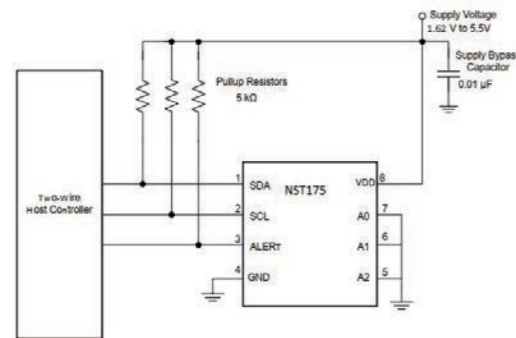 Supply Voltage
1.62 V to 5.5V
Supply Bypass
Capacitor
0.01 µF
Pullup Resistors
5 kΩ
Two-wire
Host Controller
1 SDA NST175 VDD 8
2 SCL A0 7
3 ALERT A1 6
4 GND A2 5